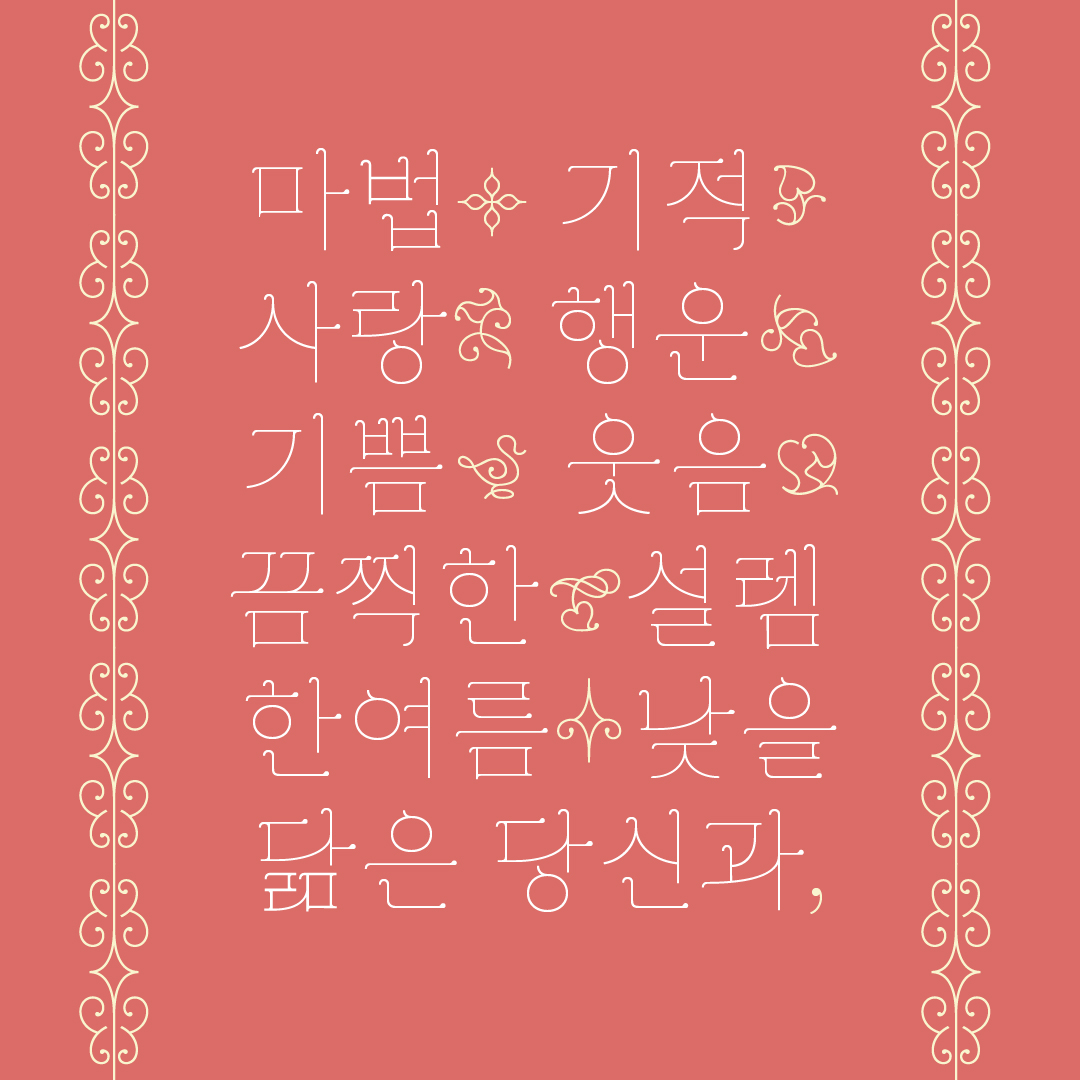 마법 기적
사랑 행운
기쁨 웃음
끔찍한 설렘
한여름 낮을
닮은 당신과,